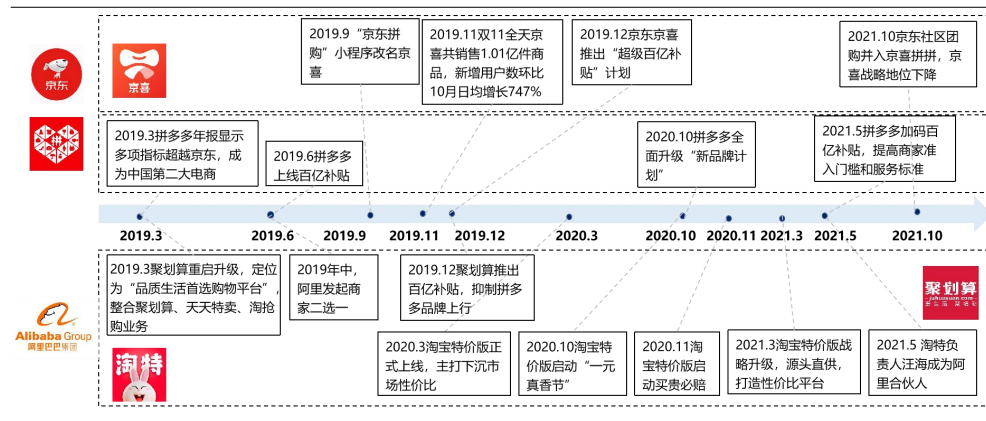 京东
京喜
2019.9“京东拼
购”小程序改名京
喜
2019.11双11全天京
喜共销售1.01亿件商
品，新增用户数环比
10月日均增长747%
2019.12京东京喜
推出“超级百亿补
贴”计划
2021.10京东社区团
购并入京喜拼拼，京
喜战略地位下降
拼
2019.3拼多多年报显示
多项指标超越京东，成
为中国第二大电商
2019.6拼多多
上线百亿补贴
2020.10拼多多全
面升级“新品牌计
划”
2021.5拼多多加码百
亿补贴，提高商家准
入门槛和服务标准
2019.3
2019.6
2019.9
2019.11
2019.12
2020.3
2020.10
2020.11
2021.3
2021.5
2021.10
2019.3聚划算重启升级，定位
为“品质生活首选购物平台”，
整合聚划算、天天特卖、淘抢
购业务
2019年中，
阿里发起商
家二选一
2019.12聚划算推出
百亿补贴，抑制拼多
多品牌上行
聚划算
juhuasuan.com
Alibaba Group
阿里巴巴集团
淘特
2020.3淘宝特价版正
式上线，主打下沉市
场性价比
2020.10淘宝特
价版启动“一元
真香节”
2020.11淘
宝特价版启
动买贵必赔
2021.3淘宝特价版战
略升级，源头直供，
打造性价比平台
2021.5 淘特负
责人汪海成为阿
里合伙人